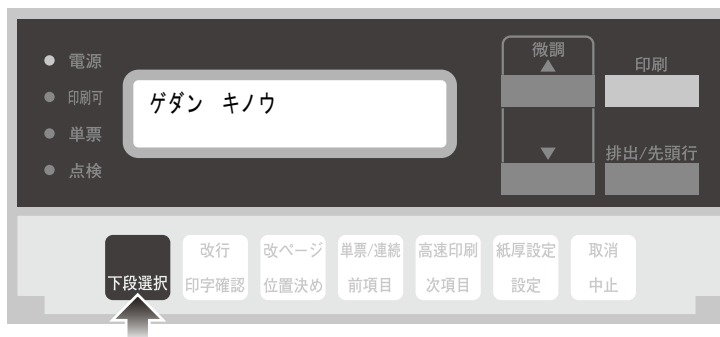 電源
印刷可
単票
点検
ゲダン キノウ
微調
印刷
排出/先頭行
下段選択
改行
印字確認
改ページ
位置決め
単票/連続
前項目
高速印刷
次項目
紙厚設定
設定
取消
中止